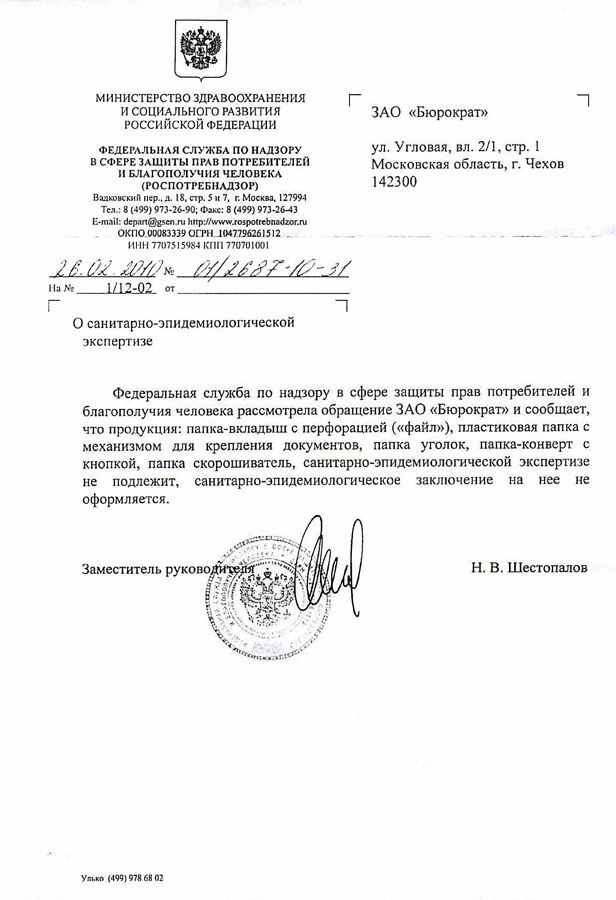 МИНИСТЕРСТВО ЗДРАВООХРАНЕНИЯ
И СОЦИАЛЬНОГО РАЗВИТИЯ
РОССИЙСКОЙ ФЕДЕРАЦИИ
ФЕДЕРАЛЬНАЯ СЛУЖБА ПО НАДЗОРУ
В СФЕРЕ ЗАЩИТЫ ПРАВ ПОТРЕБИТЕЛЕЙ
И БЛАГОПОЛУЧИЯ ЧЕЛОВЕКА
(РОСПОТРЕБНАДЗОР)
Вадковский пер., д. 18, стр. 5 и 7, г. Москва, 127994
Тел.: 8 (499) 973-26-90; Факс: 8 (499) 973-26-43
E-mail: depart@gsen.ru http://www.rospotrebnadzor.ru
ОКПО 00083339 ОГРН 1047796261512
ИНН 7707515984 КПП 770701001
26.02.2010 № 01/2687-10-31
На № 1/12-02 от
ЗАО «Бюрократ»
ул. Угловая, вл. 2/1, стр. 1
Московская область, г. Чехов
142300
О санитарно-эпидемиологической
экспертизе
Федеральная служба по надзору в сфере защиты прав потребителей и
благополучия человека рассмотрела обращение ЗАО «Бюрократ» и сообщает,
что продукция: папка-вкладыш с перфорацией («файл»), пластиковая папка с
механизмом для крепления документов, папка уголок, папка-конверт с
кнопкой, папка скорошиватель, санитарно-эпидемиологической экспертизе
не подлежит, санитарно-эпидемиологическое заключение на нее не
оформляется.
Заместитель руководителя
Н. В. Шестопалов
Улько (499) 978 68 02